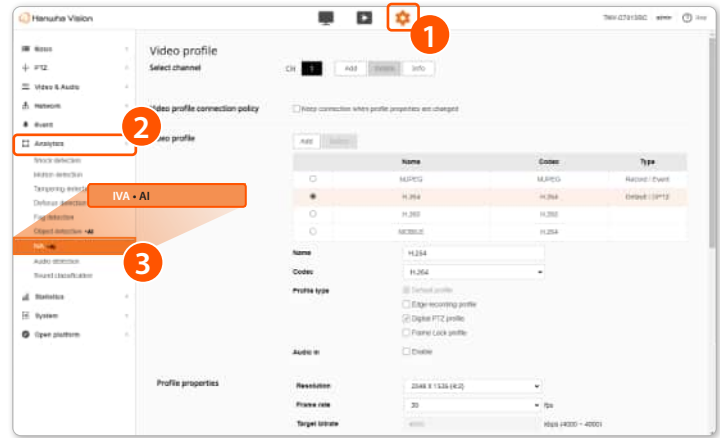 Hanwha Vision
admin
1
Basic
PTZ
Video & Audio
Network
Event
2
Analytics
Shock detection
Motion detection
Tampering detecti
Defocus detection
Fog detection
Object detection •AI
IVA •AI
Audio detection
Sound classification
Statistics
System
Open platform
IVA • AI
3
Video profile
Select channel
CH 1 Add Delete Info
Video profile connection policy
Keep connection when profile properties are changed
eo profile
Add
Name Codec Type
MJPEG MJPEG Record / Event
H.264 H.264 Default / DPTZ
H.265 H.265
MOBILE H.264
Name H.264
Codec H.264
Profile type Default profile
Edge recording profile
Digital PTZ profile
Frame Lock profile
Audio in Enable
Profile properties
Resolution 2048 X 1536 (4:3)
Frame rate fps
Target bitrate kbps (4000 ~ 4000)